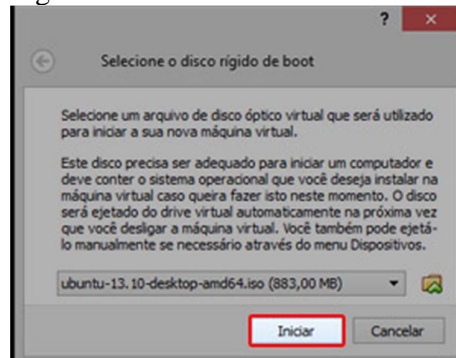 ?
Selecione o disco rígido de boot
Selecione um arquivo de disco óptico virtual que será utilizado
para iniciar a sua nova máquina virtual.
Este disco precisa ser adequado para iniciar um computador e
deve conter o sistema operacional que você deseja instalar na
máquina virtual caso queira fazer isto neste momento. O disco
será ejetado do drive virtual automaticamente na próxima vez
que você desligar a máquina virtual. Você também pode ejetá-
lo manualmente se necessário através do menu Dispositivos.
ubuntu-13.10-desktop-amd64.iso (883,00 MB)
Iniciar Cancelar